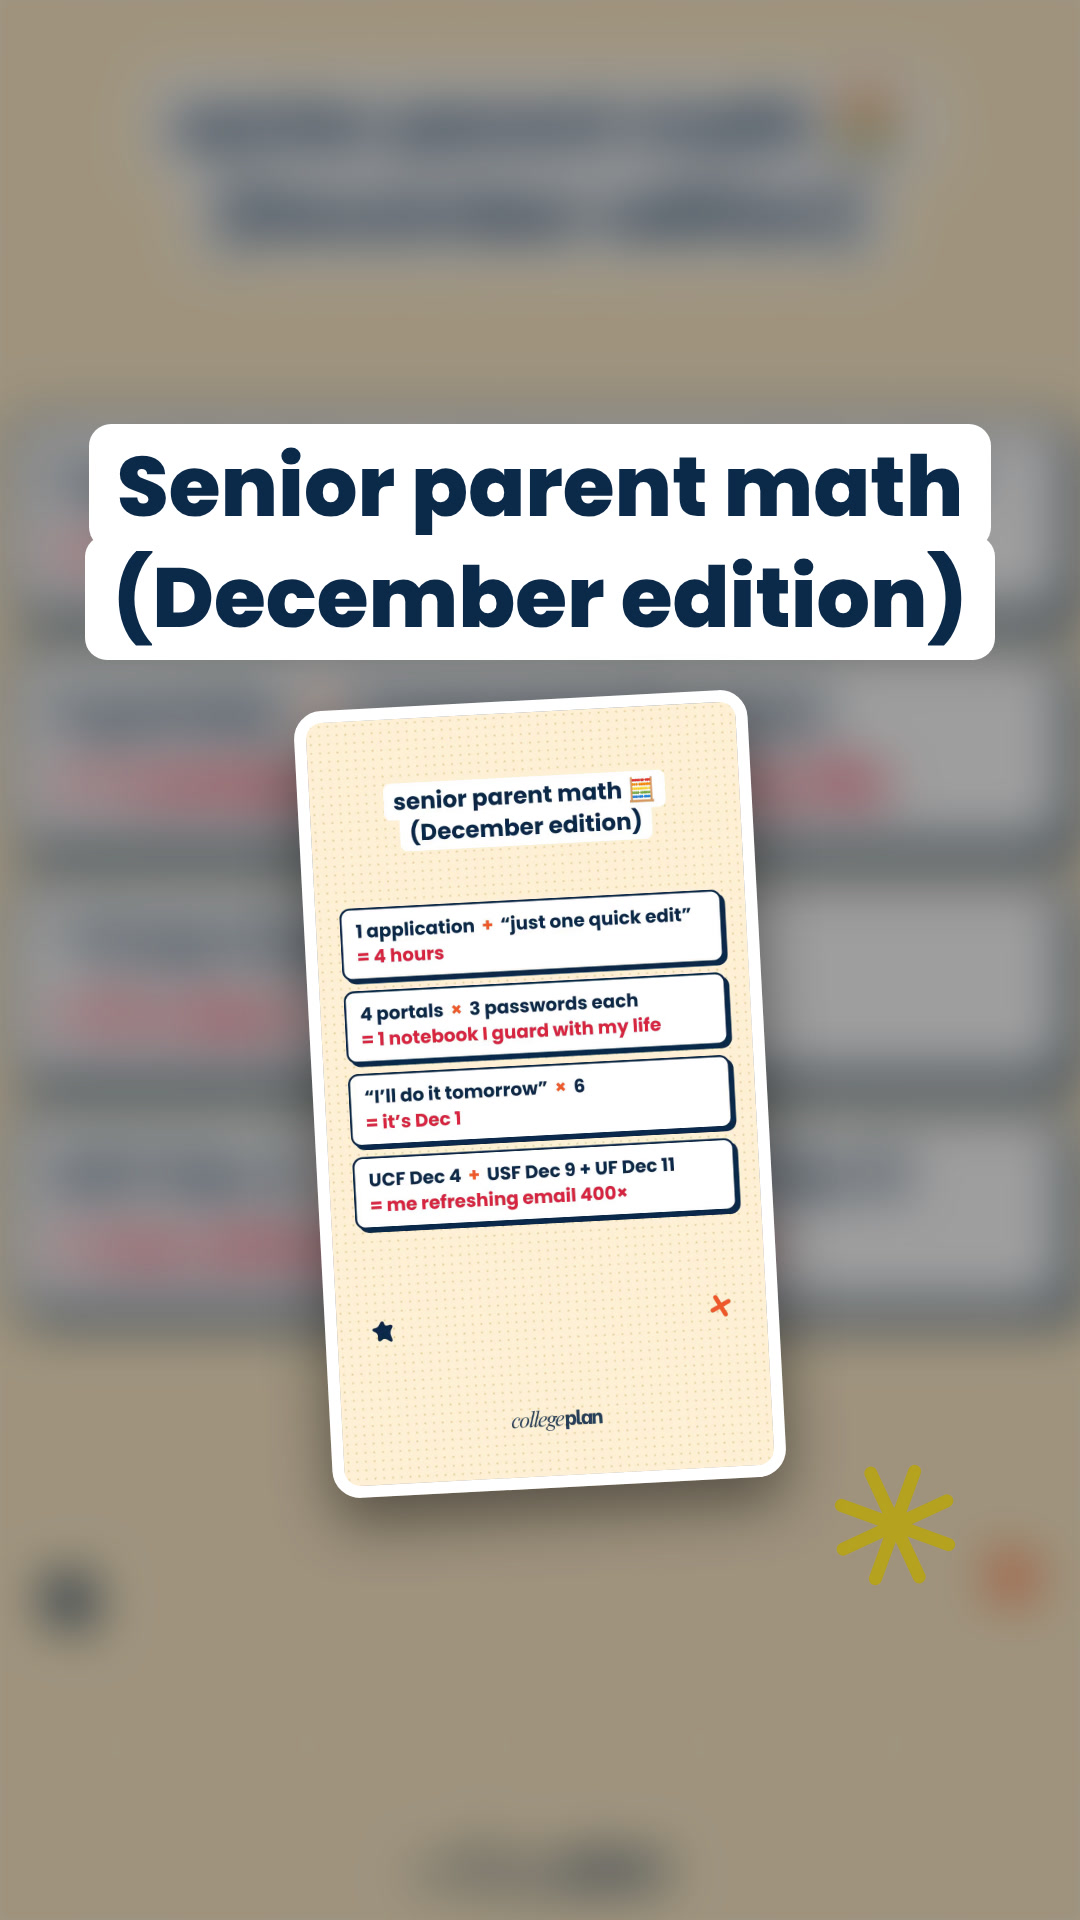 Senior parent math
(December edition)
senior parent math 🧮
(December edition)
1 application + “just one quick edit”
= 4 hours
4 portals × 3 passwords each
= 1 notebook I guard with my life
“I’ll do it tomorrow” × 6
= it’s Dec 1
UCF Dec 4 + USF Dec 9 + UF Dec 11
= me refreshing email 400×
collegeplan